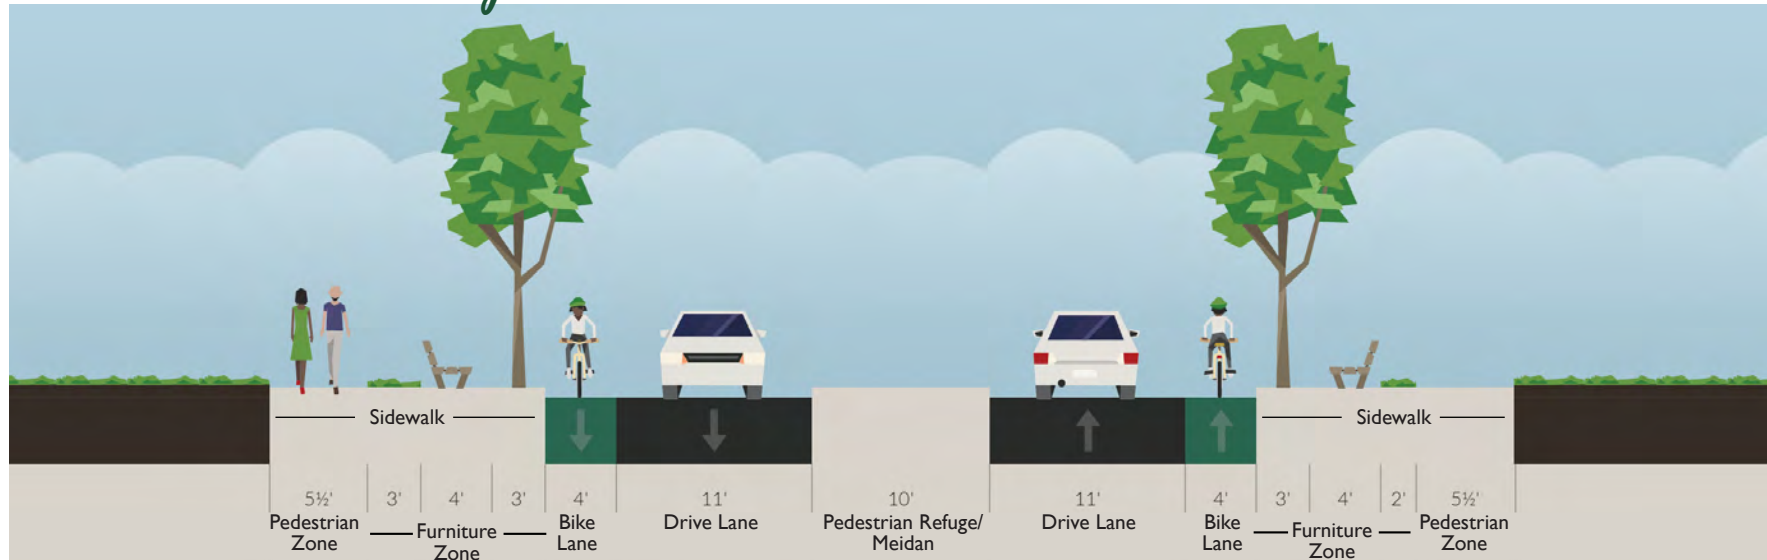 Sidewalk
Sidewalk
5½' 3' 4' 3' 4' 11' 10' 11' 4' 3' 4' 2' 5½'
Pedestrian
Zone
Furniture
Zone
Bike
Lane
Drive Lane
Pedestrian Refuge/
Meidan
Drive Lane
Bike
Lane
Furniture
Zone
Pedestrian
Zone